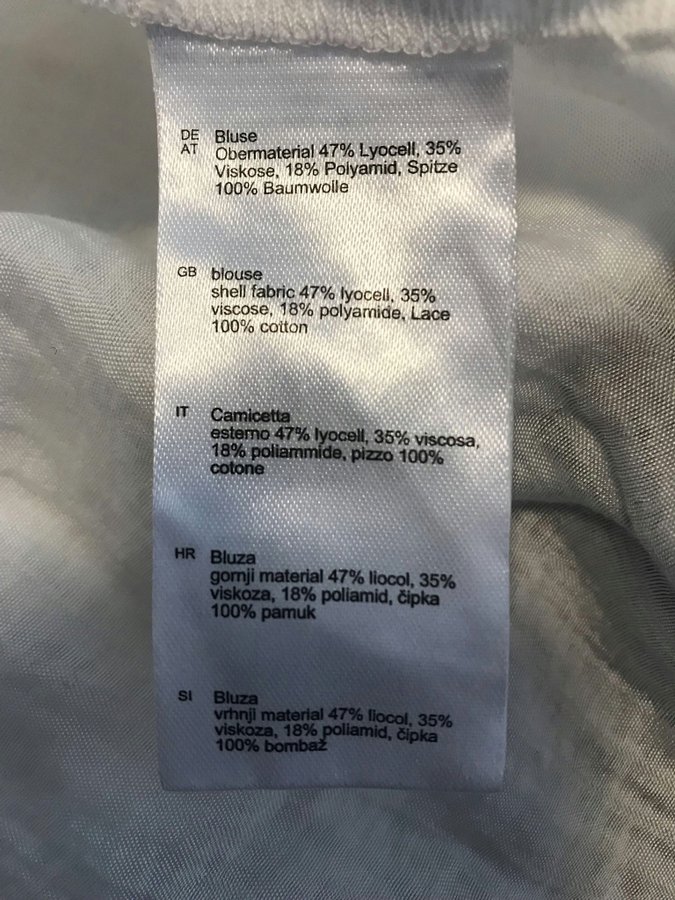 DE Bluse
AT Obermaterial 47% Lyocell, 35%
Viskose, 18% Polyamid, Spitze
100% Baumwolle
GB blouse
shell fabric 47% lyocell, 35%
viscose, 18% polyamide, Lace
100% cotton
IT Camicetta
esterno 47% lyocell, 35% viscosa,
18% poliammide, pizzo 100%
cotone
HR Bluza
gornji material 47% liocol, 35%
viskoza, 18% poliamid, čipka
100% pamuk
SI Bluza
vrhnji material 47% liocol, 35%
viskoza, 18% poliamid, čipka
100% bombaž